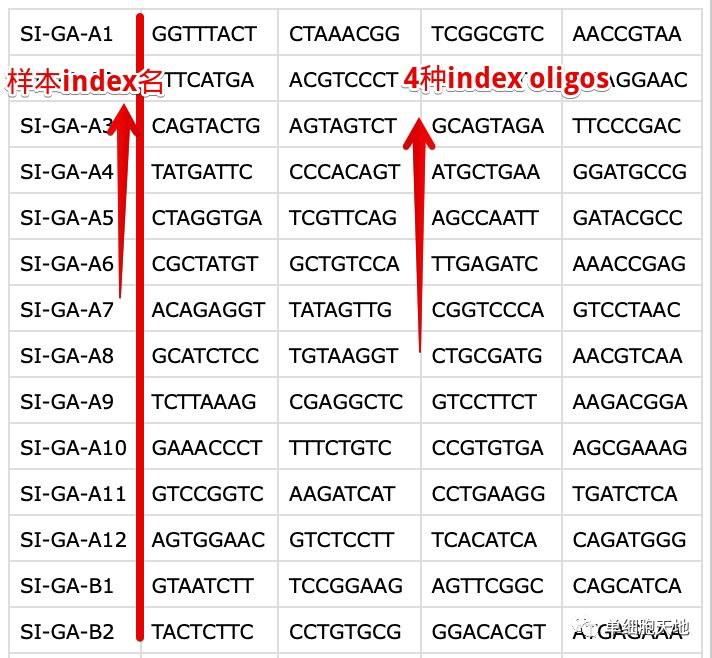 SI-GA-A1 GGTTTACT CTAAACGG TCGGCGTC AACCGTAA
样本index名 TTCATGA ACGTCCCT 4种index oligos AGGAAC
SI-GA-A3 CAGTACTG AGTAGTCT GCAGTAGA TTCCCGAC
SI-GA-A4 TATGATTC CCCACAGT ATGCTGAA GGATGCCG
SI-GA-A5 CTAGGTGA TCGTTCAG AGCCAATT GATACGCC
SI-GA-A6 CGCTATGT GCTGTCCA TTGAGATC AAACCGAG
SI-GA-A7 ACAGAGGT TATAGTTG CGGTCCCA GTCCTAAC
SI-GA-A8 GCATCTCC TGTAAGGT CTGCGATG AACGTCAA
SI-GA-A9 TCTTAAAG CGAGGCTC GTCCTTCT AAGACGGA
SI-GA-A10 GAAACCCT TTTCTGTC CCGTGTGA AGCGAAAG
SI-GA-A11 GTCCGGTC AAGATCAT CCTGAAGG TGATCTCA
SI-GA-A12 AGTGGAAC GTCTCCTT TCACATCA CAGATGGG
SI-GA-B1 GTAATCTT TCCGGAAG AGTTCGGC CAGCATCA
SI-GA-B2 TACTCTTC CCTGTGCG GGACACGT ATGAGAAA
单细胞天地